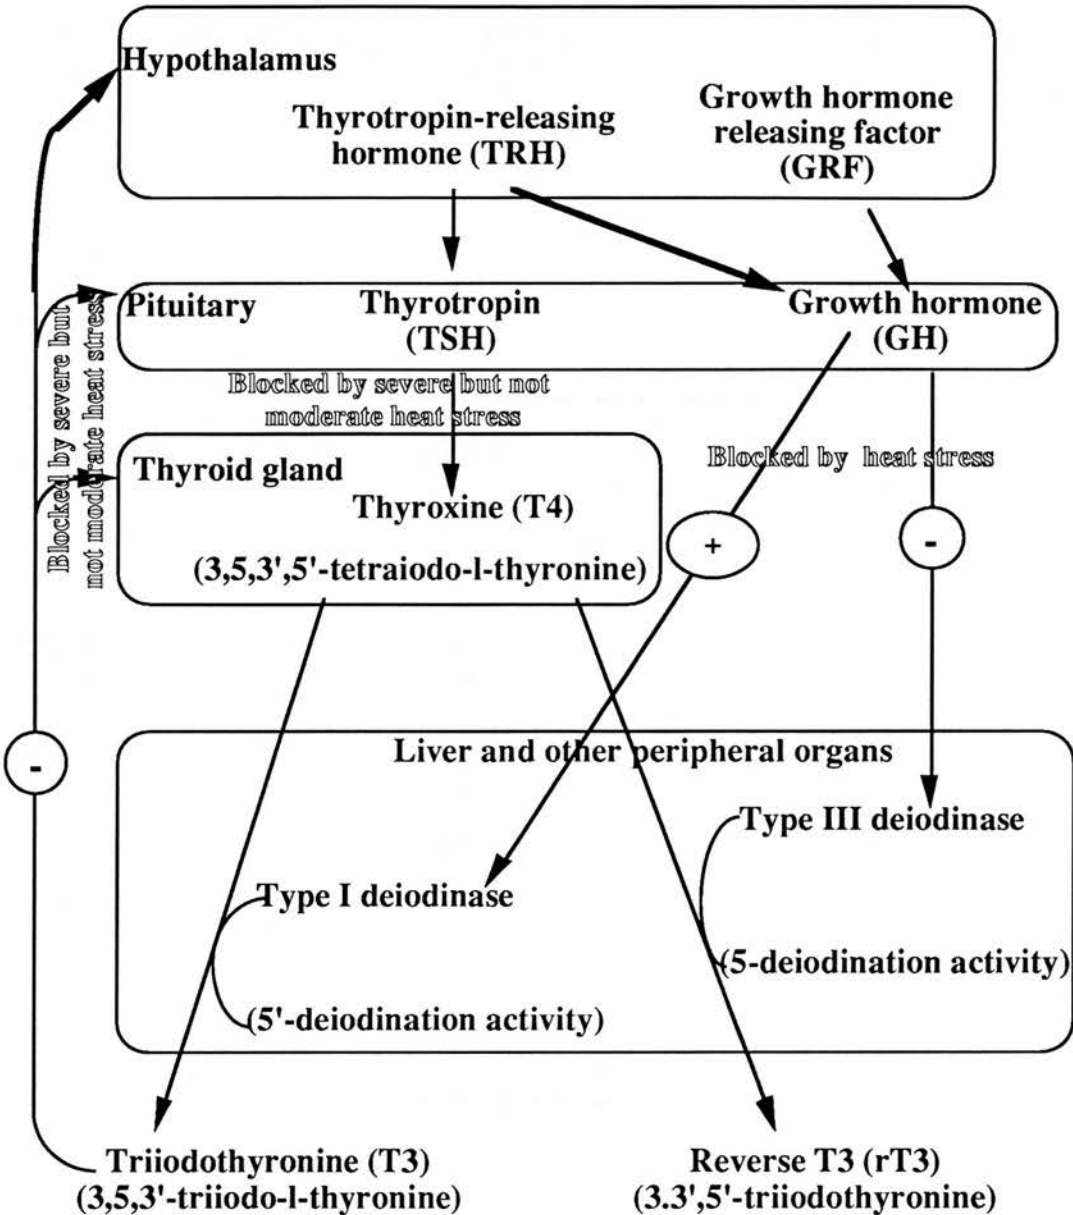 Hypothalamus
Thyrotropin-releasing
hormone (TRH)
Growth hormone
releasing factor
(GRF)
Pituitary
Thyrotropin
(TSH)
Growth hormone
(GH)
Blocked by severe but
not moderate heat stress
Blocked by severe but not
moderate heat stress
Blocked by heat stress
Thyroid gland
Thyroxine (T4)
(3,5,3',5'-tetraiodo-l-thyronine)
+
-
-
Liver and other peripheral organs
Type III deiodinase
Type I deiodinase
(5-deiodination activity)
(5'-deiodination activity)
Triiodothyronine (T3)
(3,5,3'-triiodo-l-thyronine)
Reverse T3 (rT3)
(3.3',5'-triiodothyronine)